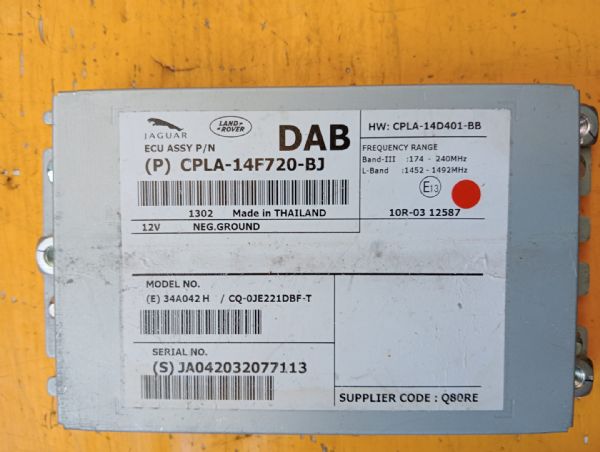 JAGUAR
LAND-
ROVER
DAB
HW: CPLA-14D401-BB
ECU ASSY P/N
(P) CPLA-14F720-BJ
FREQUENCY RANGE
Band-III :174 - 240MHz
L-Band :1452 - 1492MHz
E13
1302 Made in THAILAND
10R-03 12587
12V NEG.GROUND
MODEL NO.
(E) 34A042 H / CQ-0JE221DBF-T
SERIAL NO.
(S) JA042032077113
SUPPLIER CODE : Q80RE